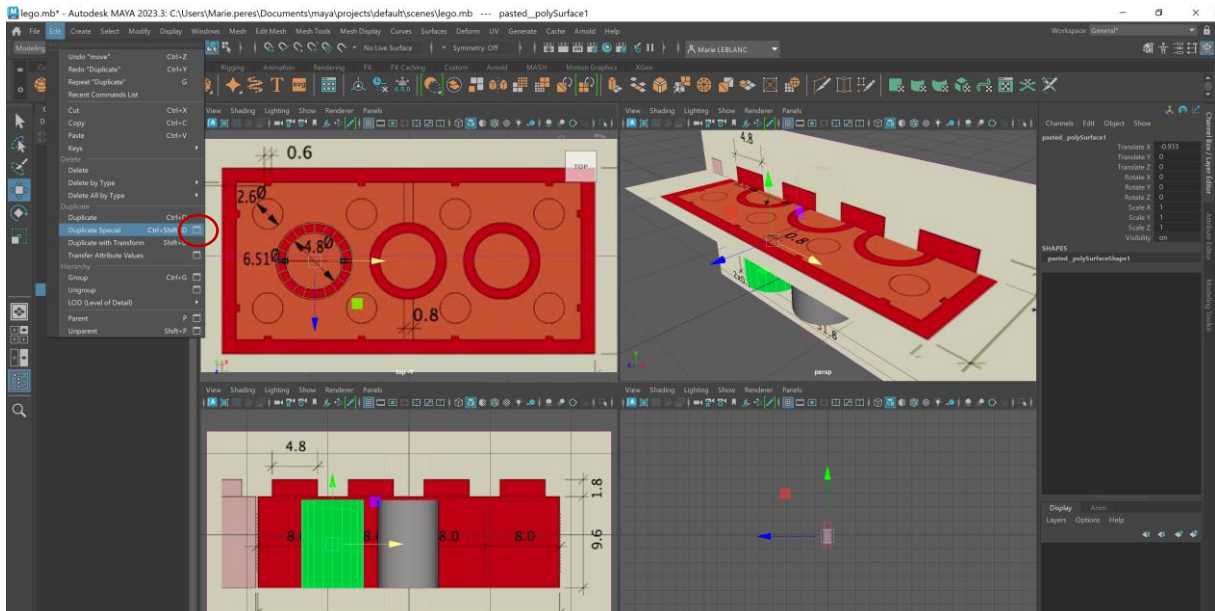 lego.mb* - Autodesk MAYA 2023.3: C:\Users\Marie.peres\Documents\maya\projects\default\scenes\lego.mb --- pasted__polySurface1
File Edit Create Select Modify Display Windows Mesh Edit Mesh Mesh Tools Mesh Display Curves Surfaces Deform UV Generate Cache Arnold Help
Workspace: General*
Modeling
No Live Surface
Symmetry: Off
Marie LEBLANC
Rigging Animation Rendering FX FX Caching Custom Arnold MASH Motion Graphics XGen
Undo "move" Ctrl+Z
Redo "Duplicate" Ctrl+Y
Repeat "Duplicate" G
Recent Commands List
Cut Ctrl+X
Copy Ctrl+C
Paste Ctrl+V
Keys
Delete
Delete
Delete by Type
Delete All by Type
Duplicate
Duplicate Ctrl+D
Duplicate Special Ctrl+Shift+D
Duplicate with Transform Shift+D
Transfer Attribute Values
Hierarchy
Group Ctrl+G
Ungroup
LOD (Level of Detail)
Parent P
Unparent Shift+P
View Shading Lighting Show Renderer Panels
0.6
TOP
2.6Ø
4.8Ø
6.51Ø
0.8
top -Y
View Shading Lighting Show Renderer Panels
4.8
0.8
31.8
persp
View Shading Lighting Show Renderer Panels
4.8
1.8
8.0
8.0
9.6
View Shading Lighting Show Renderer Panels
Channels Edit Object Show
pasted__polySurface1
Translate X -0.933
Translate Y 0
Translate Z 0
Rotate X 0
Rotate Y 0
Rotate Z 0
Scale X 1
Scale Y 1
Scale Z 1
Visibility on
SHAPES
pasted__polySurfaceShape1
Display Anim
Layers Options Help
Channel Box / Layer Editor
Attribute Editor
Modeling Toolkit